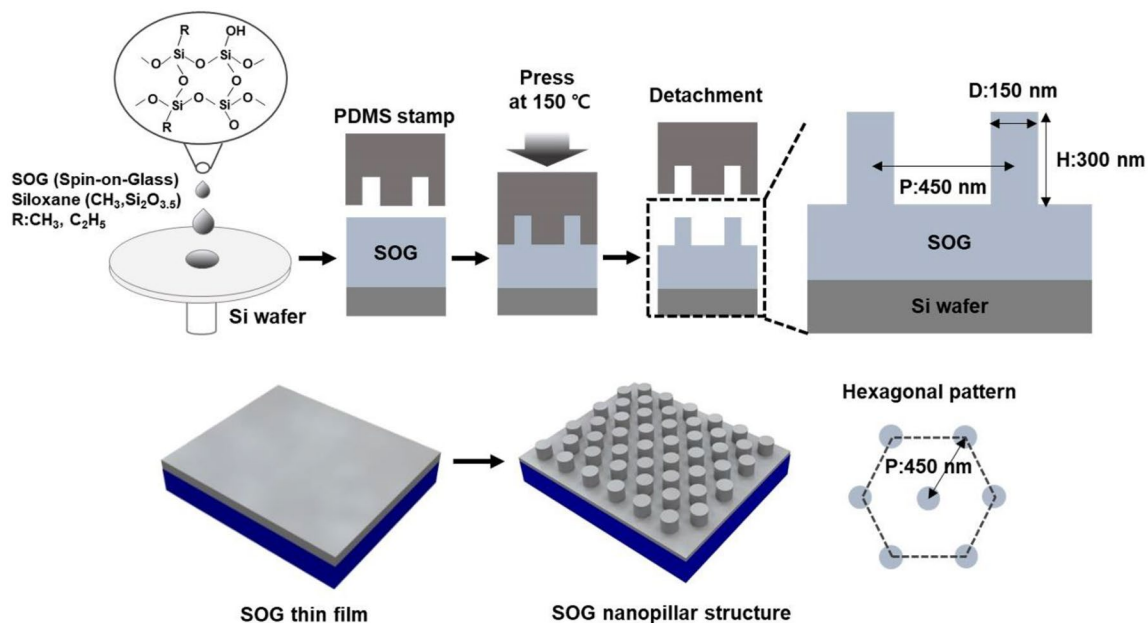 R
OH
Si
O
Si
O
O
O
O
O
Si
O
Si
O
R
O
SOG (Spin-on-Glass)
Siloxane (CH₃,Si₂O₃.₅)
R:CH₃, C₂H₅
Si wafer
PDMS stamp
SOG
Press
at 150 ℃
Detachment
D:150 nm
H:300 nm
P:450 nm
SOG
Si wafer
SOG thin film
SOG nanopillar structure
Hexagonal pattern
P:450 nm